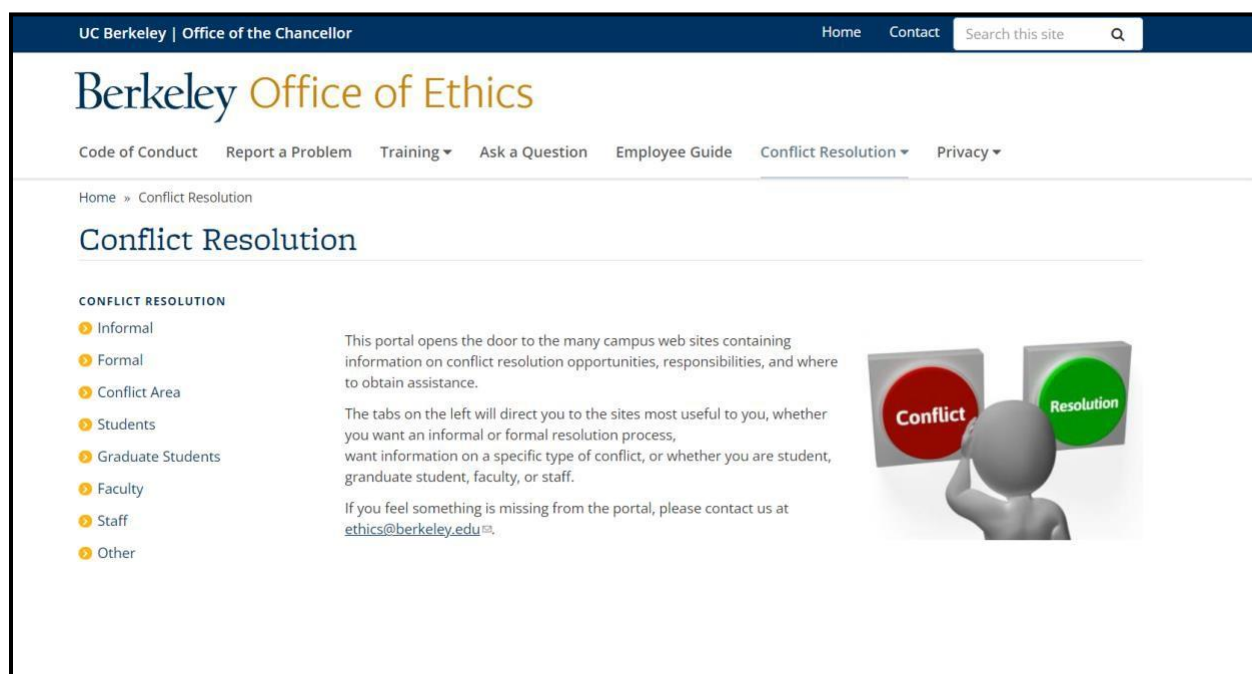 UC Berkeley | Office of the Chancellor
Home Contact Search this site
Berkeley Office of Ethics
Code of Conduct Report a Problem Training Ask a Question Employee Guide Conflict Resolution Privacy
Home » Conflict Resolution
Conflict Resolution
CONFLICT RESOLUTION
Informal
Formal
Conflict Area
Students
Graduate Students
Faculty
Staff
Other
This portal opens the door to the many campus web sites containing
information on conflict resolution opportunities, responsibilities, and where
to obtain assistance.
The tabs on the left will direct you to the sites most useful to you, whether
you want an informal or formal resolution process,
want information on a specific type of conflict, or whether you are student,
granduate student, faculty, or staff.
If you feel something is missing from the portal, please contact us at
ethics@berkeley.edu.
Conflict
Resolution